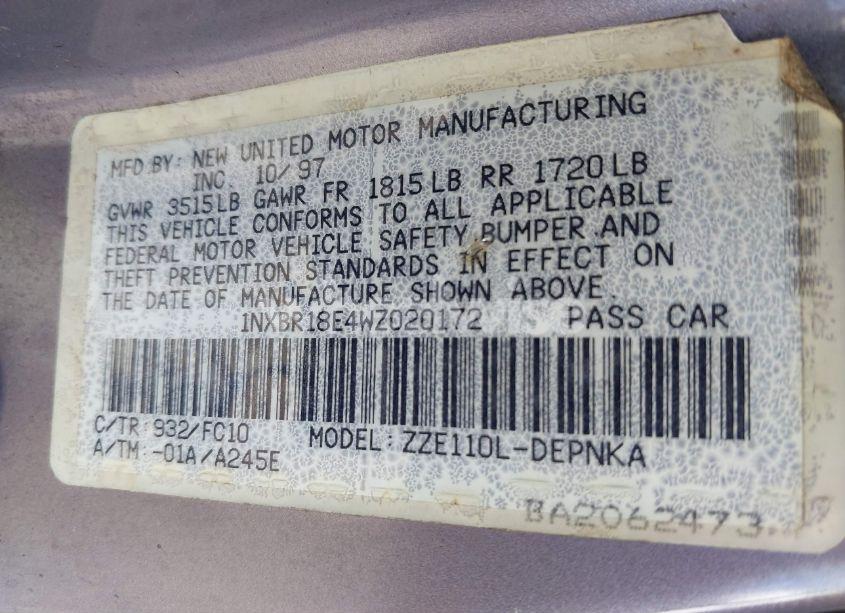 MFD BY: NEW UNITED MOTOR MANUFACTURING
INC. 10/97
GVWR 3515LB GAWR FR 1815LB RR 1720LB
THIS VEHICLE CONFORMS TO ALL APPLICABLE
FEDERAL MOTOR VEHICLE SAFETY, BUMPER AND
THEFT PREVENTION STANDARDS IN EFFECT ON
THE DATE OF MANUFACTURE SHOWN ABOVE.
1NXBR18E4WZ020172 PASS CAR
C/TR: 932/FC10 MODEL: ZZE110L-DEPNKA
A/TM: -01A/A245E
BA2062473